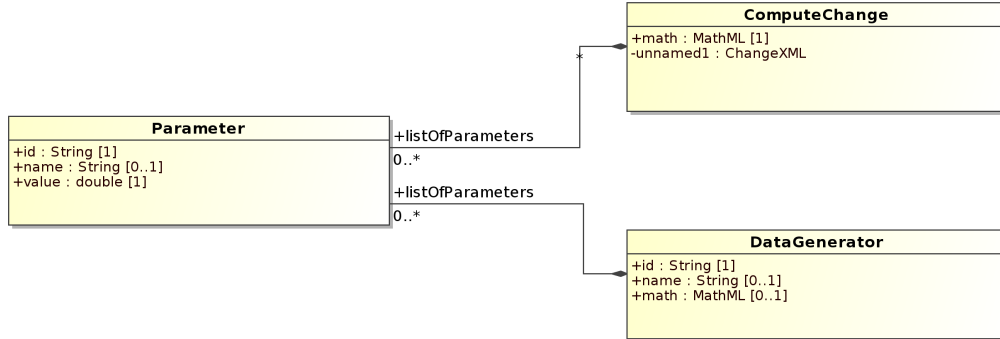 ComputeChange
+math : MathML [1]
-unnamed1 : ChangeXML
*
Parameter
+id : String [1]
+name : String [0..1]
+value : double [1]
+listOfParameters
0..*
+listOfParameters
0..*
DataGenerator
+id : String [1]
+name : String [0..1]
+math : MathML [0..1]